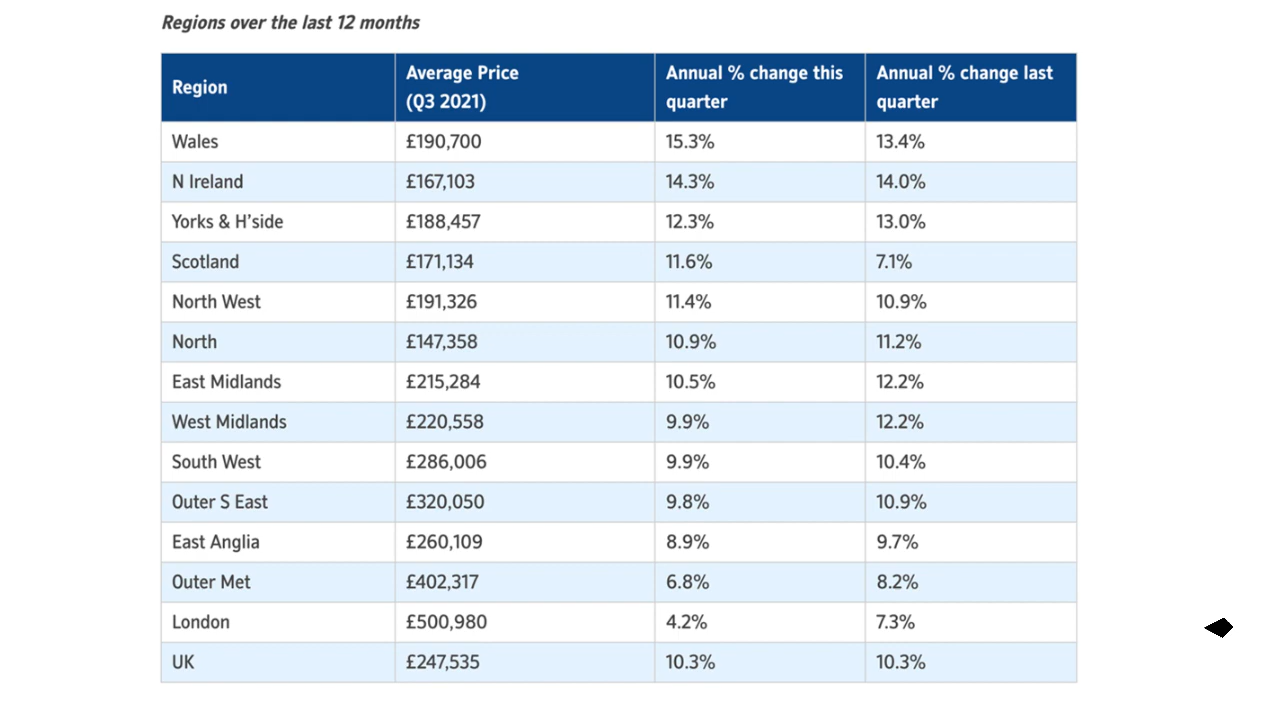 Regions over the last 12 months
Region Average Price (Q3 2021) Annual % change this quarter Annual % change last quarter
Wales £190,700 15.3% 13.4%
N Ireland £167,103 14.3% 14.0%
Yorks & H’side £188,457 12.3% 13.0%
Scotland £171,134 11.6% 7.1%
North West £191,326 11.4% 10.9%
North £147,358 10.9% 11.2%
East Midlands £215,284 10.5% 12.2%
West Midlands £220,558 9.9% 12.2%
South West £286,006 9.9% 10.4%
Outer S East £320,050 9.8% 10.9%
East Anglia £260,109 8.9% 9.7%
Outer Met £402,317 6.8% 8.2%
London £500,980 4.2% 7.3%
UK £247,535 10.3% 10.3%